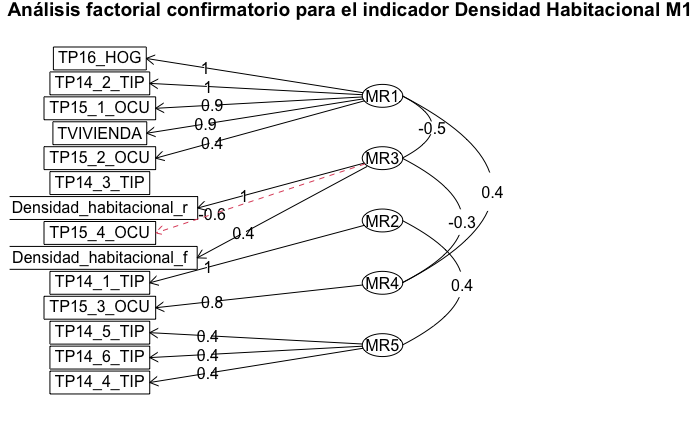 Análisis factorial confirmatorio para el indicador Densidad Habitacional M1
TP16_HOG
TP14_2_TIP
TP15_1_OCU
TVIVIENDA
TP15_2_OCU
TP14_3_TIP
Densidad_habitacional_r
TP15_4_OCU
Densidad_habitacional_f
TP14_1_TIP
TP15_3_OCU
TP14_5_TIP
TP14_6_TIP
TP14_4_TIP
1
1
0.9
0.9
0.4
1
-0.6
0.4
1
0.8
0.4
0.4
0.4
MR1
MR3
MR2
MR4
MR5
-0.5
0.4
-0.3
0.4